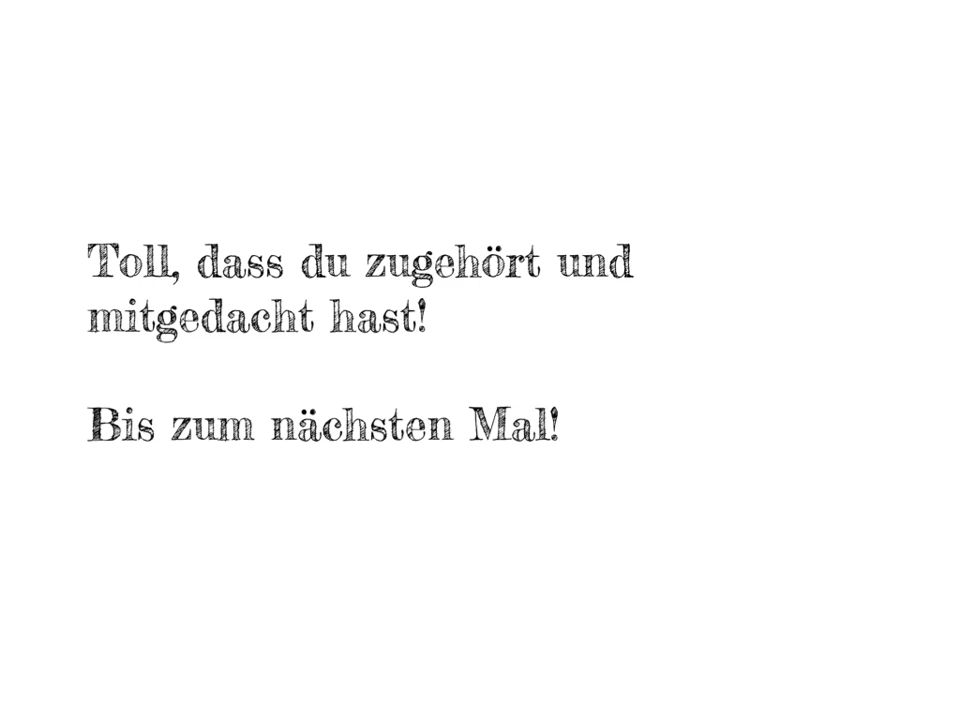 Toll, dass du zugehört und
mitgedacht hast!
Bis zum nächsten Mal!